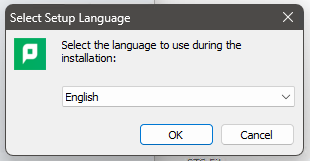 Select Setup Language
Select the language to use during the
installation:
English
OK
Cancel